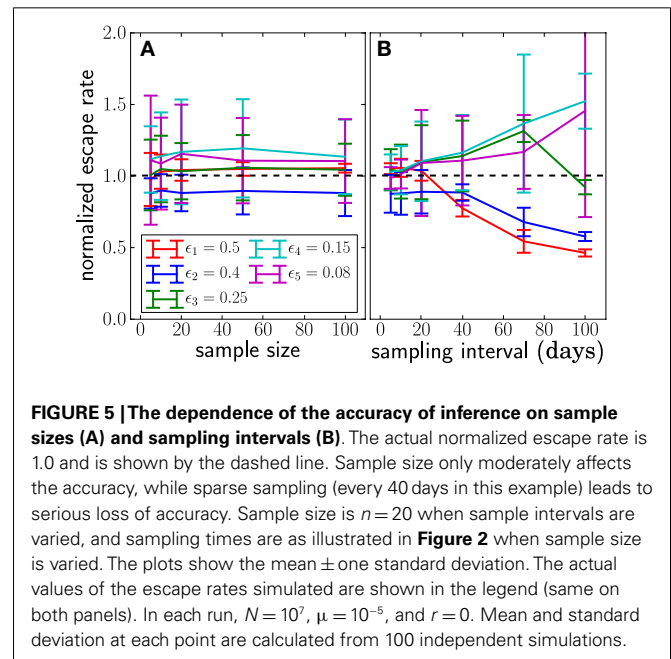 A
B
normalized escape rate
2.0
1.5
1.0
0.5
0.0
ϵ1 = 0.5
ϵ2 = 0.4
ϵ3 = 0.25
ϵ4 = 0.15
ϵ5 = 0.08
0 20 40 60 80 100
sample size
0 20 40 60 80 100
sampling interval (days)
FIGURE 5 | The dependence of the accuracy of inference on sample
sizes (A) and sampling intervals (B). The actual normalized escape rate is
1.0 and is shown by the dashed line. Sample size only moderately affects
the accuracy, while sparse sampling (every 40 days in this example) leads to
serious loss of accuracy. Sample size is n = 20 when sample intervals are
varied, and sampling times are as illustrated in Figure 2 when sample size
is varied. The plots show the mean ± one standard deviation. The actual
values of the escape rates simulated are shown in the legend (same on
both panels). In each run, N = 10⁷, μ = 10⁻⁵, and r = 0. Mean and standard
deviation at each point are calculated from 100 independent simulations.